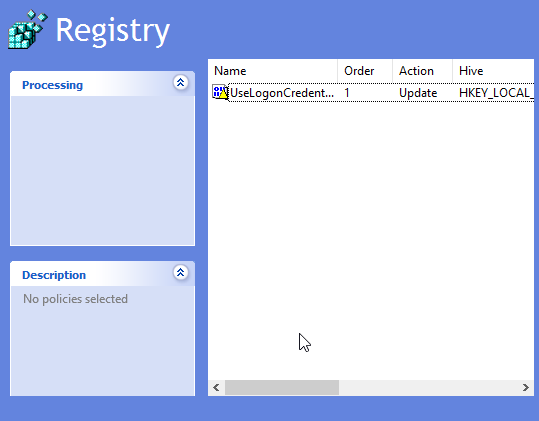 Registry
Processing
Description
No policies selected
Name Order Action Hive
UseLogonCredent... 1 Update HKEY_LOCAL_